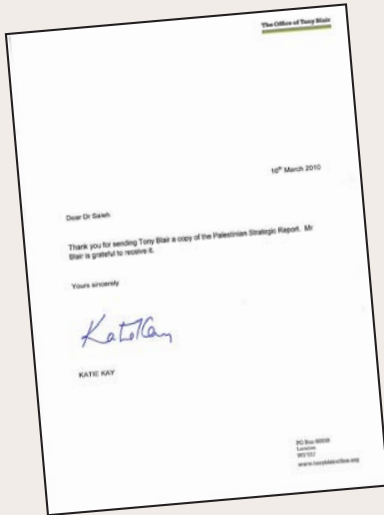 The Office of Tony Blair
16th March 2010
Dear Dr Saleh
Thank you for sending Tony Blair a copy of the Palestinian Strategic Report. Mr
Blair is grateful to receive it.
Yours sincerely
Katie Kay
KATIE KAY
PO Box
London
www.tonyblairoffice.org